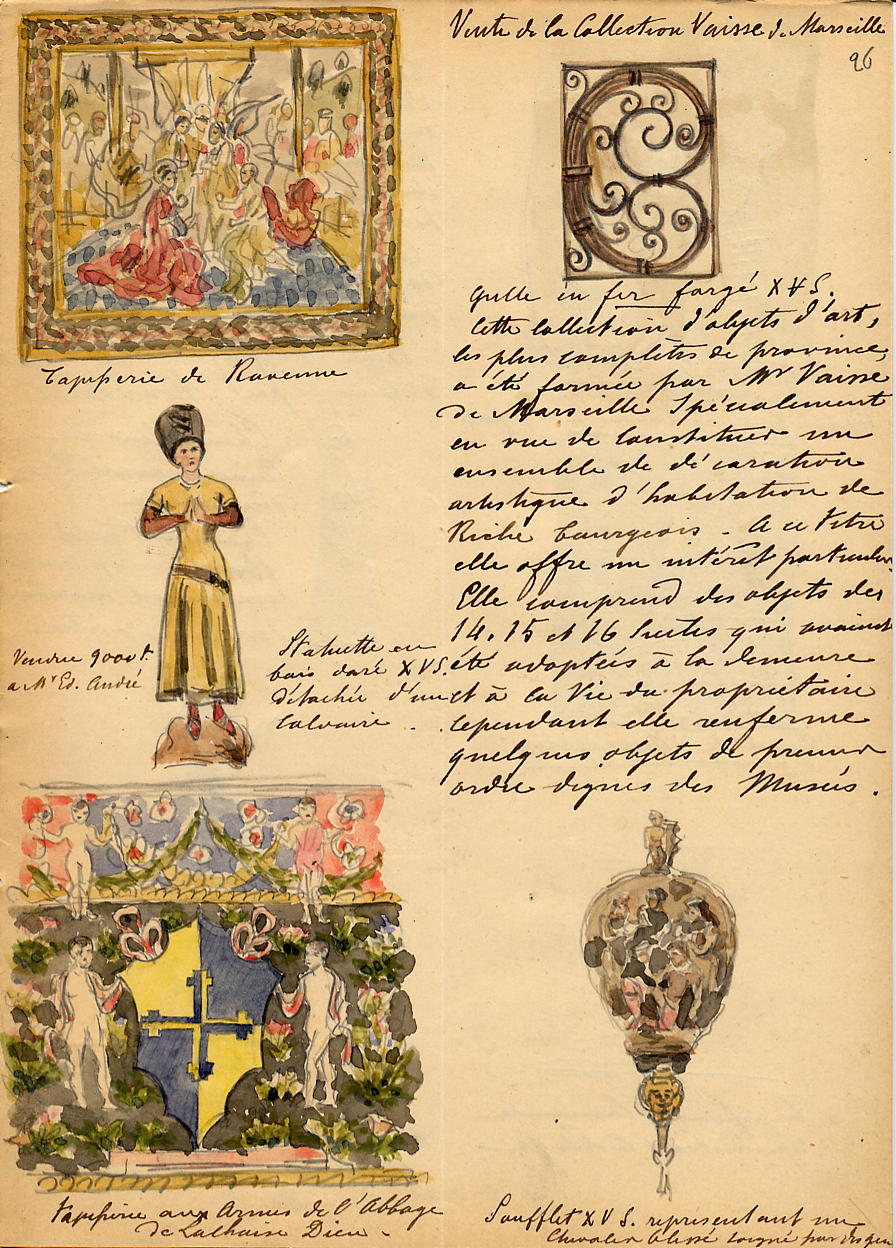 Vente de la Collection Vaisse de Marseille
26
Tapisserie de Ravenne
Grille en fer forgé XVS.
Cette Collection d'objets d'art,
les plus complètes de province
a été formée par Mr Vaisse
de Marseille Spécialement
en vue de Constituer un
ensemble de décoration
artistique d'habitation de
Riche bourgeois - A ce titre
elle offre un intérêt particulier.
Elle comprend des objets des
14. 15 et 16 Siècles qui avaient
été adoptés à la demeure
et à la Vie du propriétaire
Cependant elle renferme
quelques objets de premier
ordre dignes des Musées.
Vendue 9000 f.
a Mr Ed. André
Statuette en
bois doré XVS.
détachée d'un
Calvaire -
Tapisserie aux Armes de l'Abbaye
de Dieu -
Soufflet XVS. représentant un
Chevalier blessé soigné par